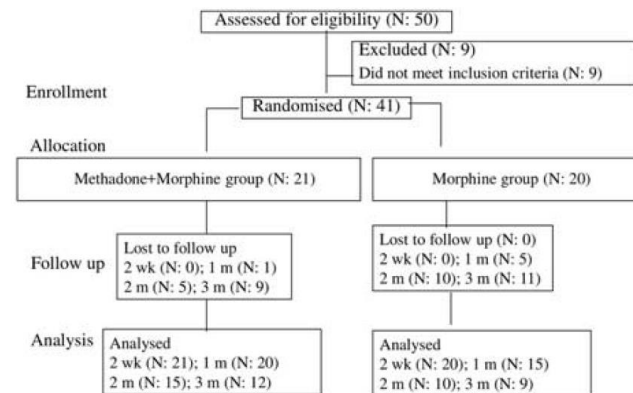 Assessed for eligibility (N: 50)
Excluded (N: 9)
Did not meet inclusion criteria (N: 9)
Enrollment
Randomised (N: 41)
Allocation
Methadone+Morphine group (N: 21)
Morphine group (N: 20)
Follow up
Lost to follow up
2 wk (N: 0); 1 m (N: 1)
2 m (N: 5); 3 m (N: 9)
Lost to follow up (N: 0)
2 wk (N: 0); 1 m (N: 5)
2 m (N: 10); 3 m (N: 11)
Analysis
Analysed
2 wk (N: 21); 1 m (N: 20)
2 m (N: 15); 3 m (N: 12)
Analysed
2 wk (N: 20); 1 m (N: 15)
2 m (N: 10); 3 m (N: 9)